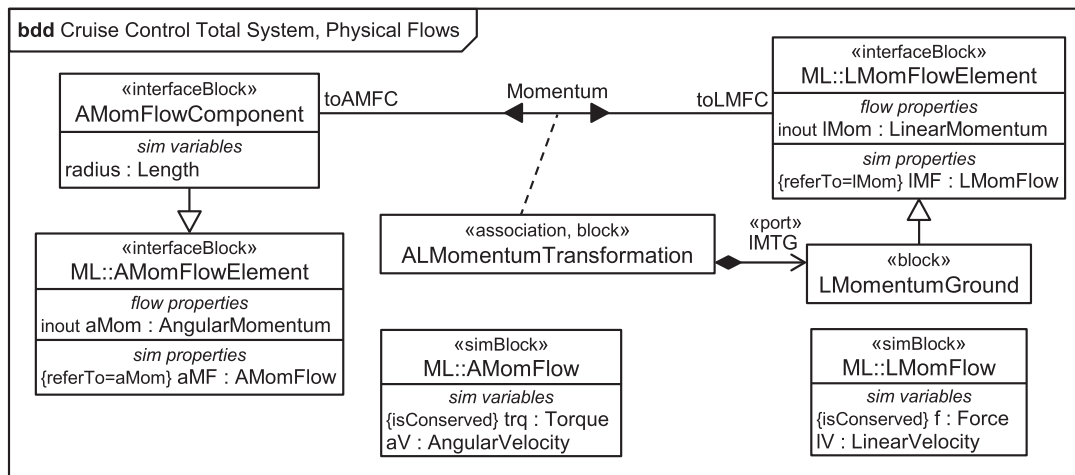 bdd Cruise Control Total System, Physical Flows
«interfaceBlock»
AMomFlowComponent
sim variables
radius : Length
toAMFC
Momentum
toLMFC
«interfaceBlock»
ML::LMomFlowElement
flow properties
inout lMom : LinearMomentum
sim properties
{referTo=lMom} lMF : LMomFlow
«interfaceBlock»
ML::AMomFlowElement
flow properties
inout aMom : AngularMomentum
sim properties
{referTo=aMom} aMF : AMomFlow
«association, block»
ALMomentumTransformation
«port»
lMTG
«block»
LMomentumGround
«simBlock»
ML::AMomFlow
sim variables
{isConserved} trq : Torque
aV : AngularVelocity
«simBlock»
ML::LMomFlow
sim variables
{isConserved} f : Force
lV : LinearVelocity